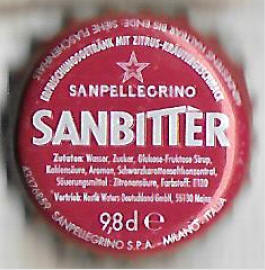 ERFRISCHUNGSGETRÄNK MIT ZITRUS-KRÄUTERGESCHMACK
SANPELLEGRINO
SANBITTER
Zutaten: Wasser, Zucker, Glukose-Fruktose-Sirup,
Kohlensäure, Aromen, Schwarzkarottensaftkonzentrat,
Säuerungsmittel: Zitronensäure, Farbstoff: E120
Vertrieb: Nestlé Waters Deutschland GmbH, 55130 Mainz
9,8 d e
43176859 SANPELLEGRINO S.P.A. - MILANO - ITALIA